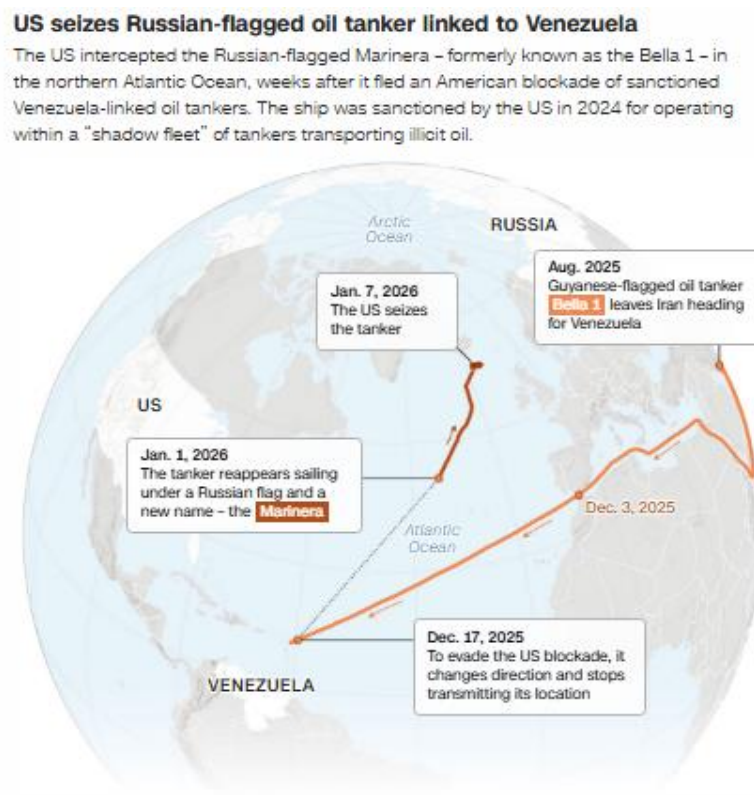 US seizes Russian-flagged oil tanker linked to Venezuela
The US intercepted the Russian-flagged Marinera – formerly known as the Bella 1 – in
the northern Atlantic Ocean, weeks after it fled an American blockade of sanctioned
Venezuela-linked oil tankers. The ship was sanctioned by the US in 2024 for operating
within a “shadow fleet” of tankers transporting illicit oil.
Arctic
Ocean
RUSSIA
Aug. 2025
Guyanese-flagged oil tanker
Bella 1 leaves Iran heading
for Venezuela
Jan. 7, 2026
The US seizes
the tanker
US
Jan. 1, 2026
The tanker reappears sailing
under a Russian flag and a
new name – the Marinera
Dec. 3, 2025
Atlantic
Ocean
Dec. 17, 2025
To evade the US blockade, it
changes direction and stops
transmitting its location
VENEZUELA